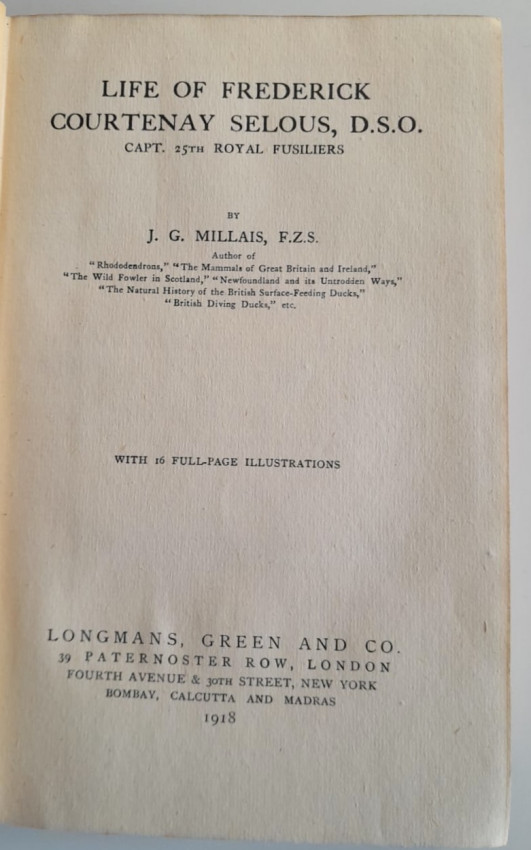 LIFE OF FREDERICK
COURTENAY SELOUS, D.S.O.
CAPT. 25TH ROYAL FUSILIERS
BY
J. G. MILLAIS, F.Z.S.
Author of
"Rhododendrons," "The Mammals of Great Britain and Ireland,"
"The Wild Fowler in Scotland," "Newfoundland and its Untrodden Ways,"
"The Natural History of the British Surface-Feeding Ducks,"
"British Diving Ducks," etc.
WITH 16 FULL-PAGE ILLUSTRATIONS
LONGMANS, GREEN AND CO.
39 PATERNOSTER ROW, LONDON
FOURTH AVENUE & 30TH STREET, NEW YORK
BOMBAY, CALCUTTA AND MADRAS
1918